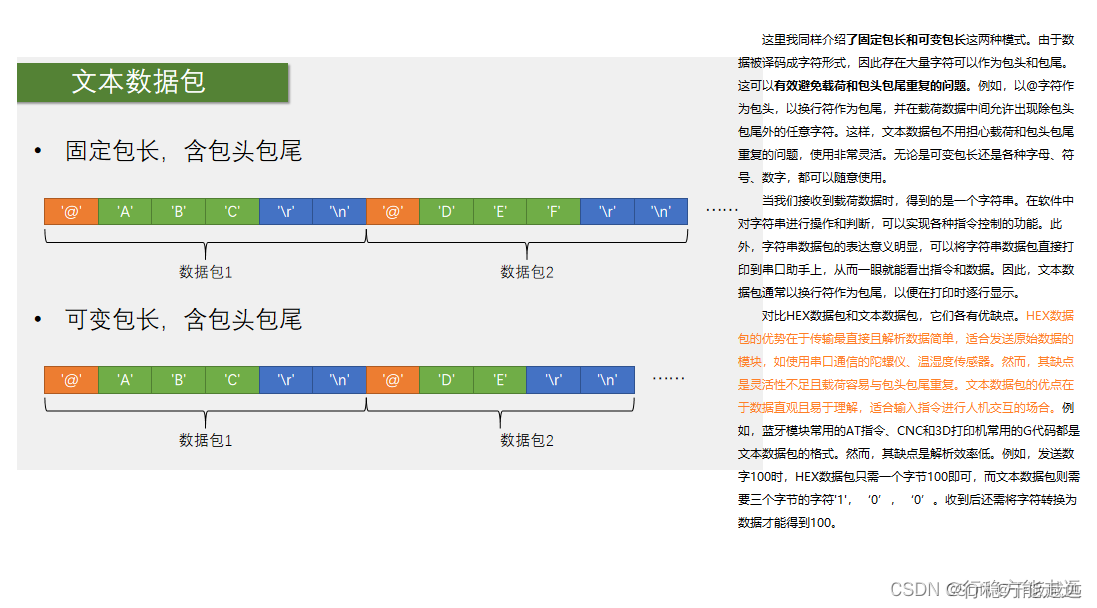 文本数据包
• 固定包长，含包头包尾
'@' 'A' 'B' 'C' '\r' '\n' '@' 'D' 'E' 'F' '\r' '\n' ……
数据包1 数据包2
• 可变包长，含包头包尾
'@' 'A' 'B' 'C' '\r' '\n' '@' 'D' 'E' '\r' '\n' ……
数据包1 数据包2
这里我同样介绍了固定包长和可变包长这两种模式。由于数
据被译码成字符形式，因此存在大量字符可以作为包头和包尾。
这可以有效避免载荷和包头包尾重复的问题。例如，以@字符作
为包头，以换行符作为包尾，并在载荷数据中间允许出现除包头
包尾外的任意字符。这样，文本数据包不用担心载荷和包头包尾
重复的问题，使用非常灵活。无论是可变包长还是各种字母、符
号、数字，都可以随意使用。
当我们接收到载荷数据时，得到的是一个字符串。在软件中
对字符串进行操作和判断，可以实现各种指令控制的功能。此
外，字符串数据包的表达意义明显，可以将字符串数据包直接打
印到串口助手上，从而一眼就能看出指令和数据。因此，文本数
据包通常以换行符作为包尾，以便在打印时逐行显示。
对比HEX数据包和文本数据包，它们各有优缺点。HEX数据
包的优势在于传输最直接且解析数据简单，适合发送原始数据的
模块，如使用串口通信的陀螺仪、温湿度传感器。然而，其缺点
是灵活性不足且载荷容易与包头包尾重复。文本数据包的优点在
于数据直观且易于理解，适合输入指令进行人机交互的场合。例
如，蓝牙模块常用的AT指令、CNC和3D打印机常用的G代码都是
文本数据包的格式。然而，其缺点是解析效率低。例如，发送数
字100时，HEX数据包只需一个字节100即可，而文本数据包则需
要三个字节的字符'1'，‘0’，‘0’。收到后还需将字符转换为
数据才能得到100。
CSDN @行稳方能走远